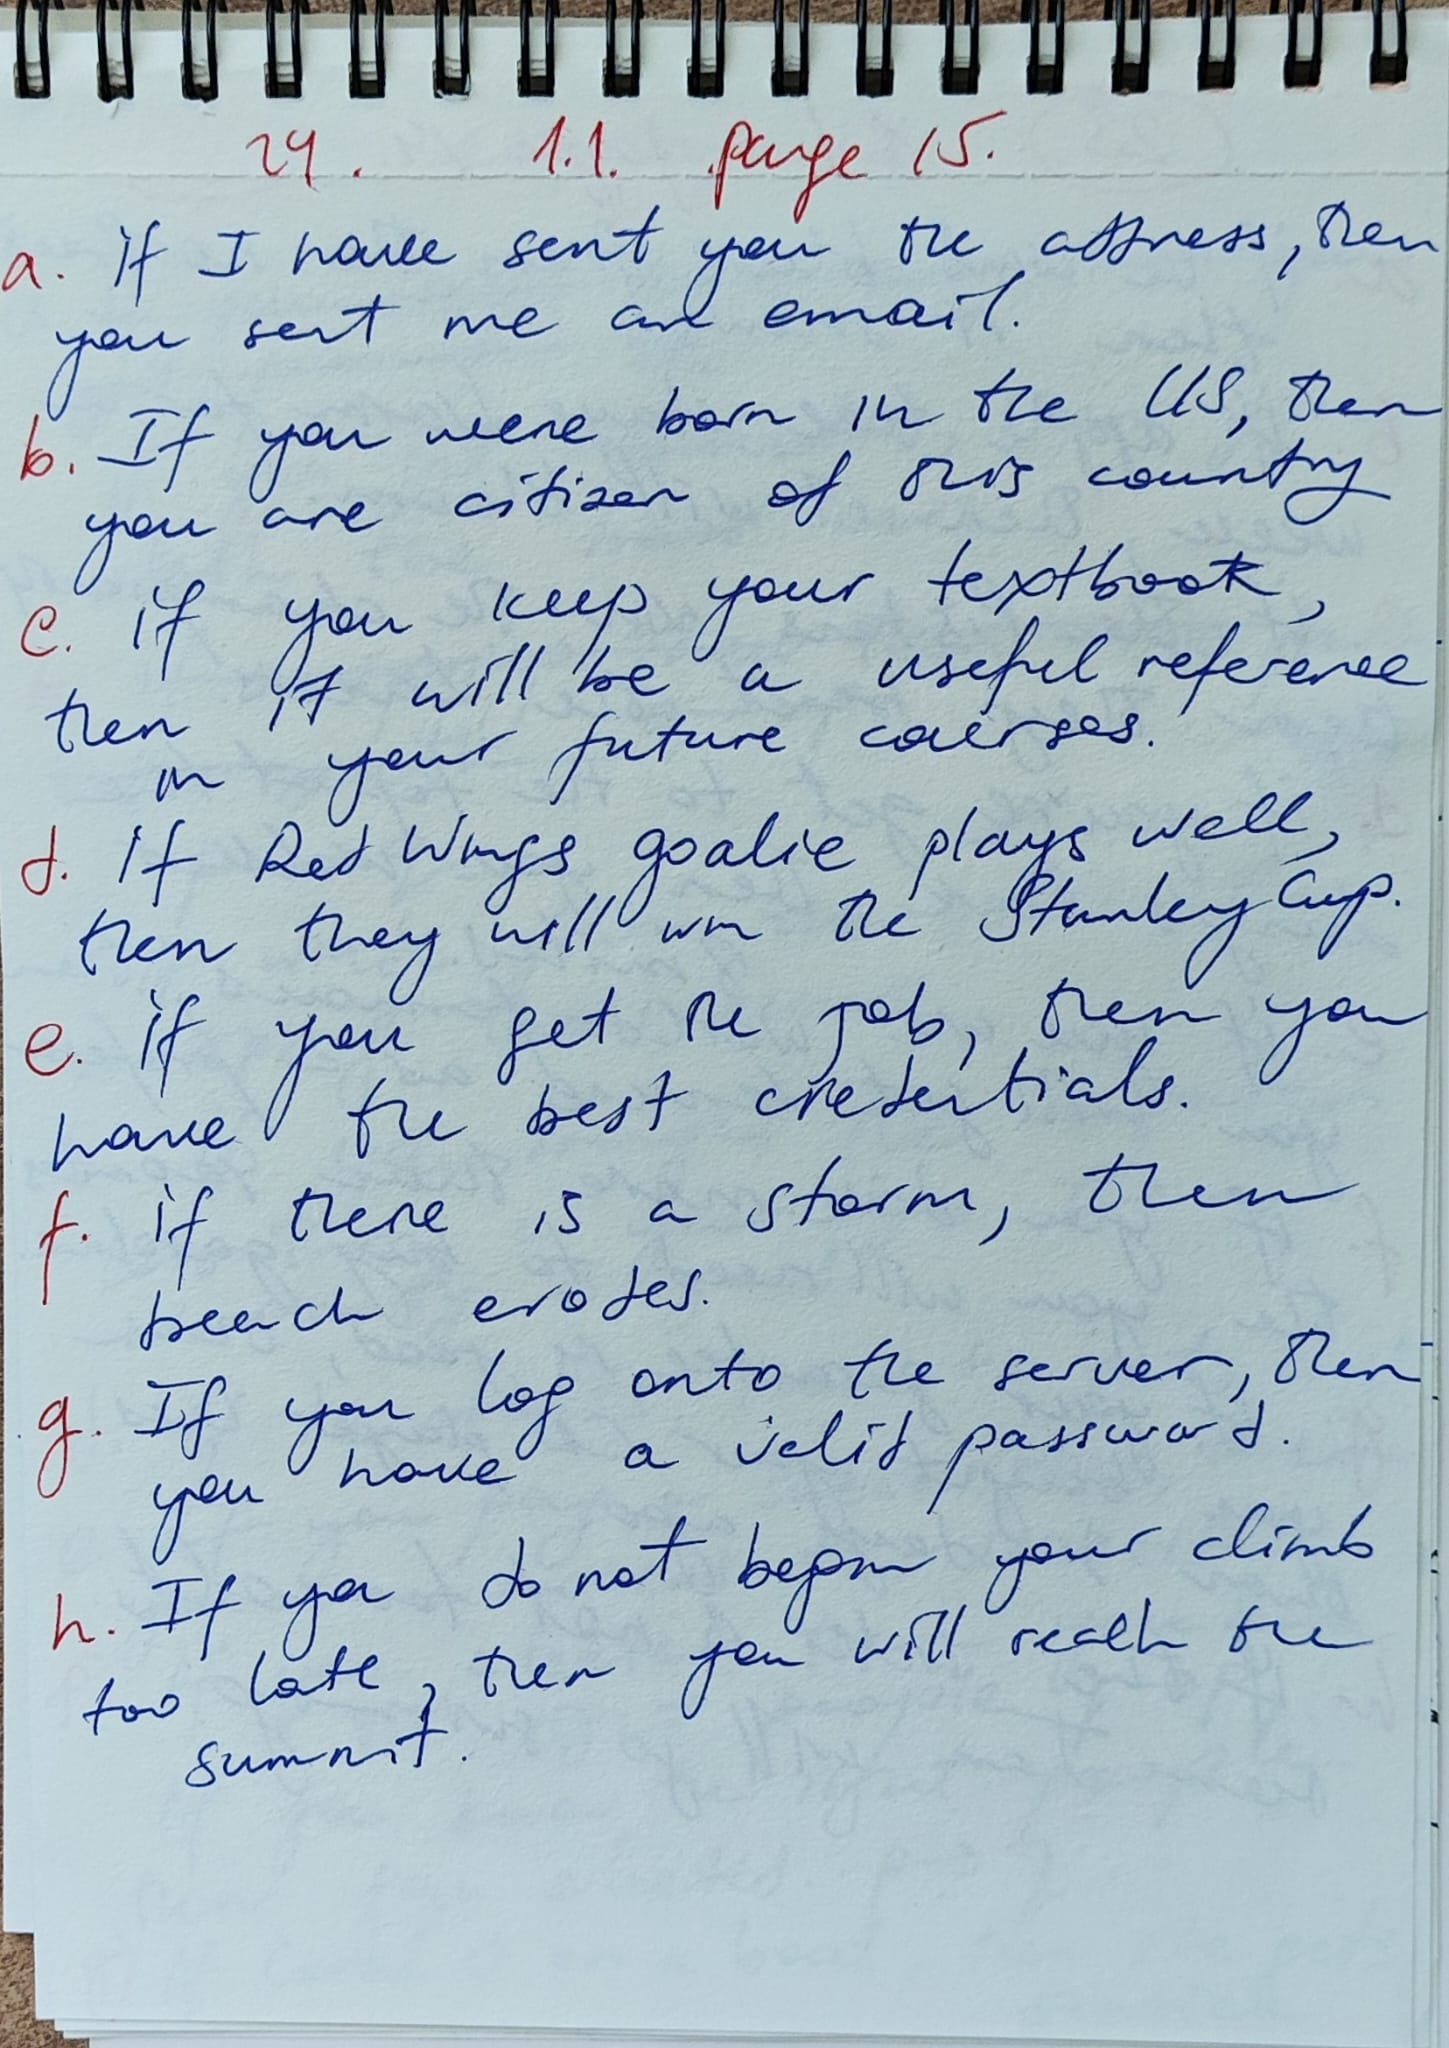 24. 1.1. page 15.
a. if I have sent you the address, then
you sent me an email.
b. If you were born in the US, then
you are citizen of this country
c. if you keep your textbook,
then it will be a useful reference
in your future courses.
d. if Red Wings goalie plays well,
then they will win the Stanley Cup.
e. if you get the job, then you
have the best credentials.
f. if there is a storm, then
beach erodes.
g. If you log onto the server, then
you have a valid password.
h. If you do not begin your climb
too late, then you will reach the
summit.